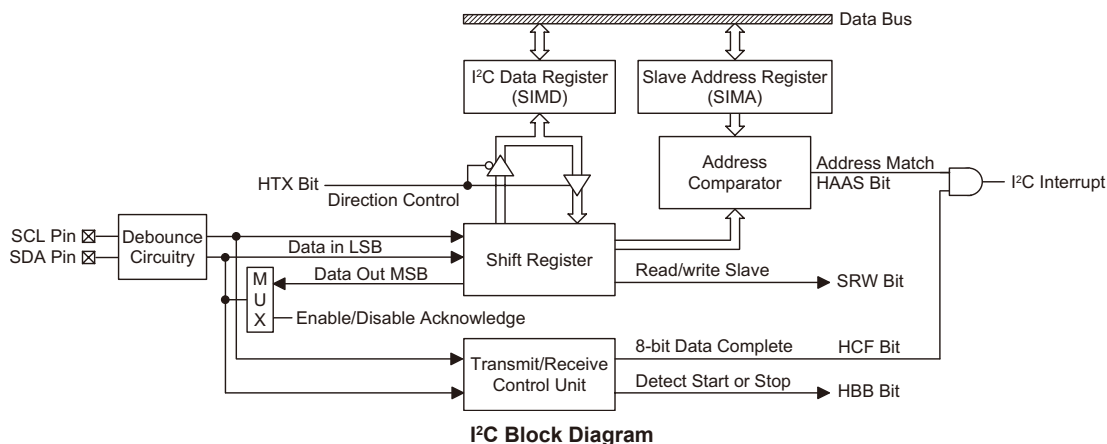 Data Bus
I²C Data Register
(SIMD)
Slave Address Register
(SIMA)
HTX Bit
Direction Control
Address
Comparator
Address Match
HAAS Bit
I²C Interrupt
SCL Pin
SDA Pin
Debounce
Circuitry
Data in LSB
Shift Register
Data Out MSB
Read/write Slave
SRW Bit
M
U
X
Enable/Disable Acknowledge
Transmit/Receive
Control Unit
8-bit Data Complete
HCF Bit
Detect Start or Stop
HBB Bit
I²C Block Diagram